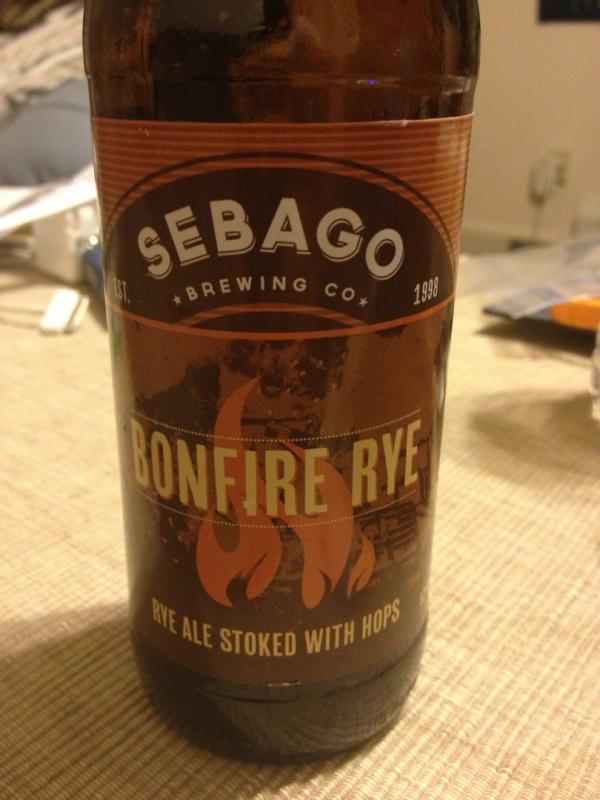 SEBAGO
EST. ★BREWING CO★ 1998
BONFIRE RYE
RYE ALE STOKED WITH HOPS